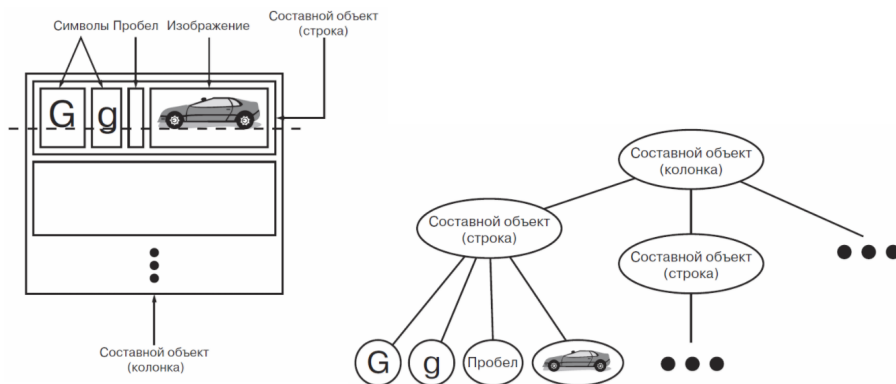 Символы Пробел Изображение
Составной объект
(строка)
G g
Составной объект
(колонка)
Составной объект
(колонка)
Составной объект
(строка)
Составной объект
(строка)
G g Пробел